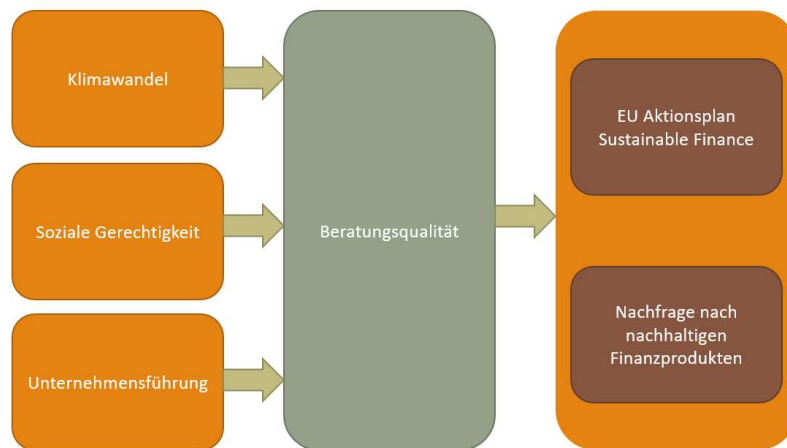 Klimawandel
Soziale Gerechtigkeit
Unternehmensführung
Beratungsqualität
EU Aktionsplan
Sustainable Finance
Nachfrage nach
nachhaltigen
Finanzprodukten